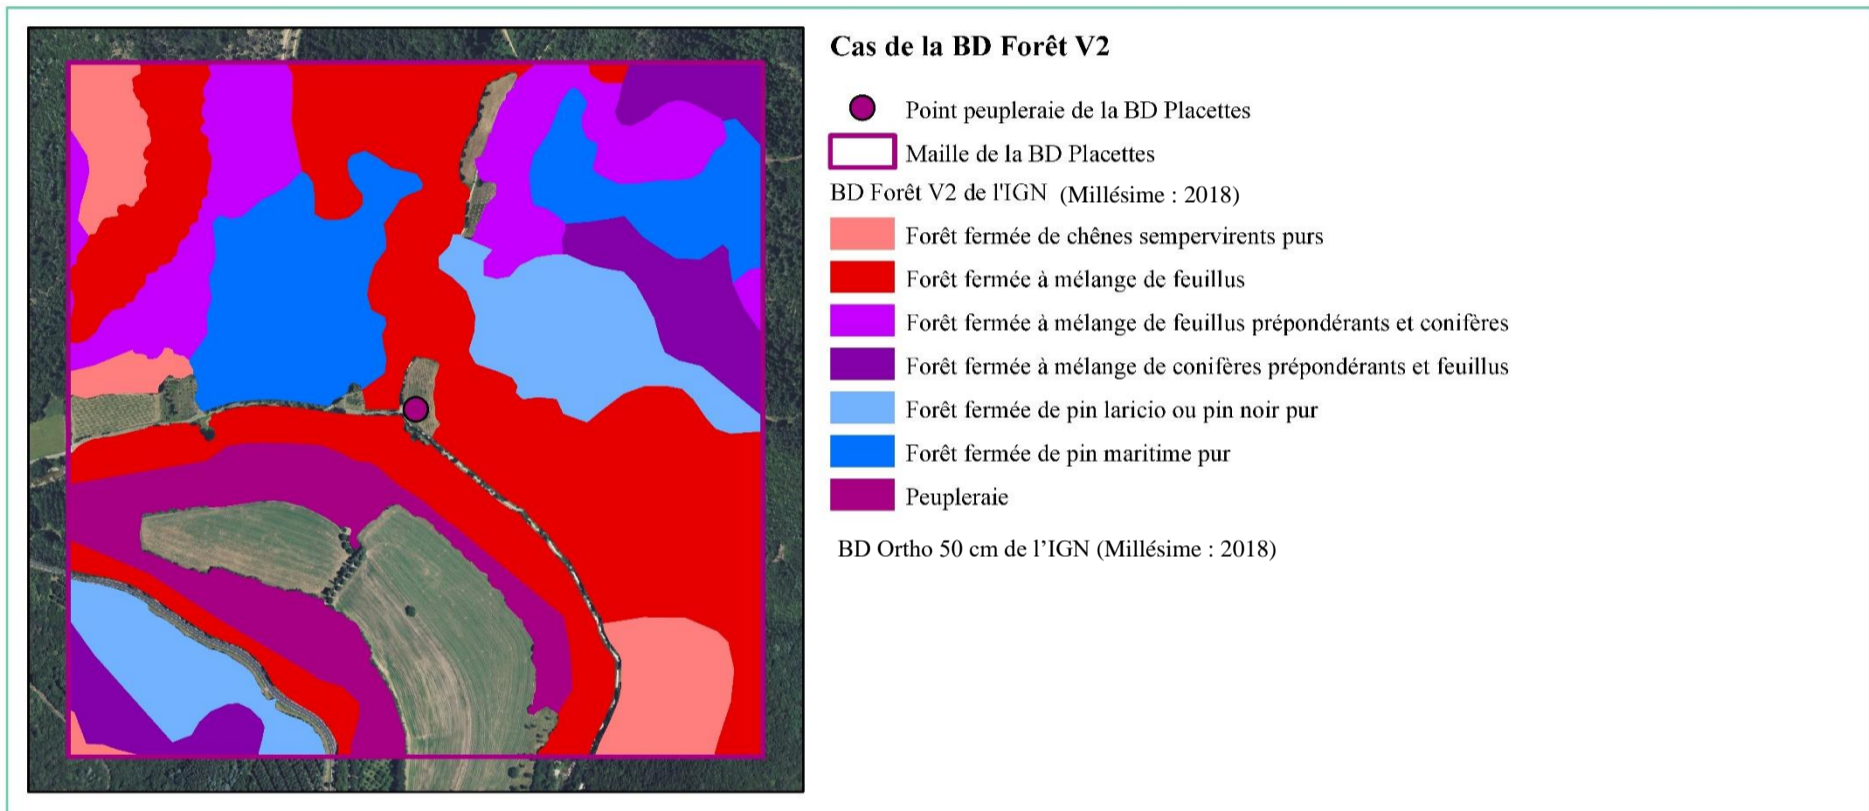 Cas de la BD Forêt V2
Point peupleraie de la BD Placettes
Maille de la BD Placettes
BD Forêt V2 de l'IGN (Millésime : 2018)
Forêt fermée de chênes sempervirents purs
Forêt fermée à mélange de feuillus
Forêt fermée à mélange de feuillus prépondérants et conifères
Forêt fermée à mélange de conifères prépondérants et feuillus
Forêt fermée de pin laricio ou pin noir pur
Forêt fermée de pin maritime pur
Peupleraie
BD Ortho 50 cm de l’IGN (Millésime : 2018)